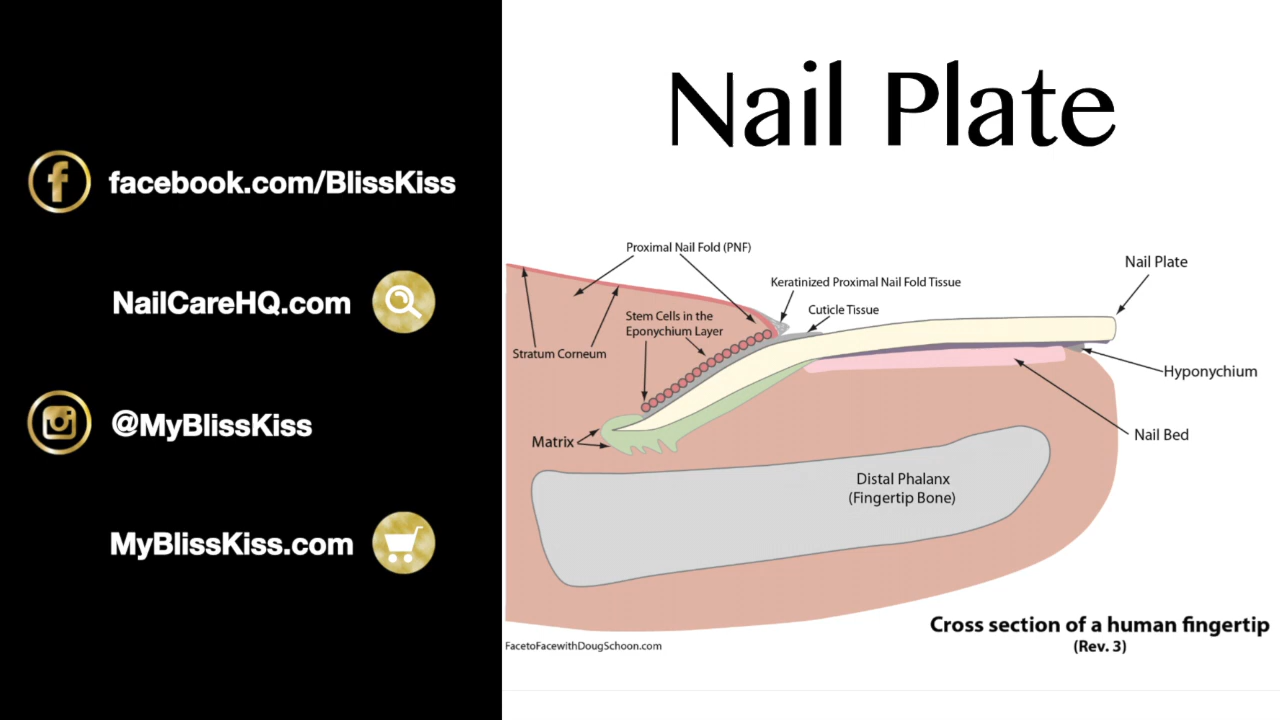 facebook.com/BlissKiss
NailCareHQ.com
@MyBlissKiss
MyBlissKiss.com
Nail Plate
Proximal Nail Fold (PNF)
Nail Plate
Keratinized Proximal Nail Fold Tissue
Cuticle Tissue
Stem Cells in the
Eponychium Layer
Stratum Corneum
Hyponychium
Matrix
Nail Bed
Distal Phalanx
(Fingertip Bone)
Cross section of a human fingertip
(Rev. 3)
FacetoFacewithDougSchoon.com